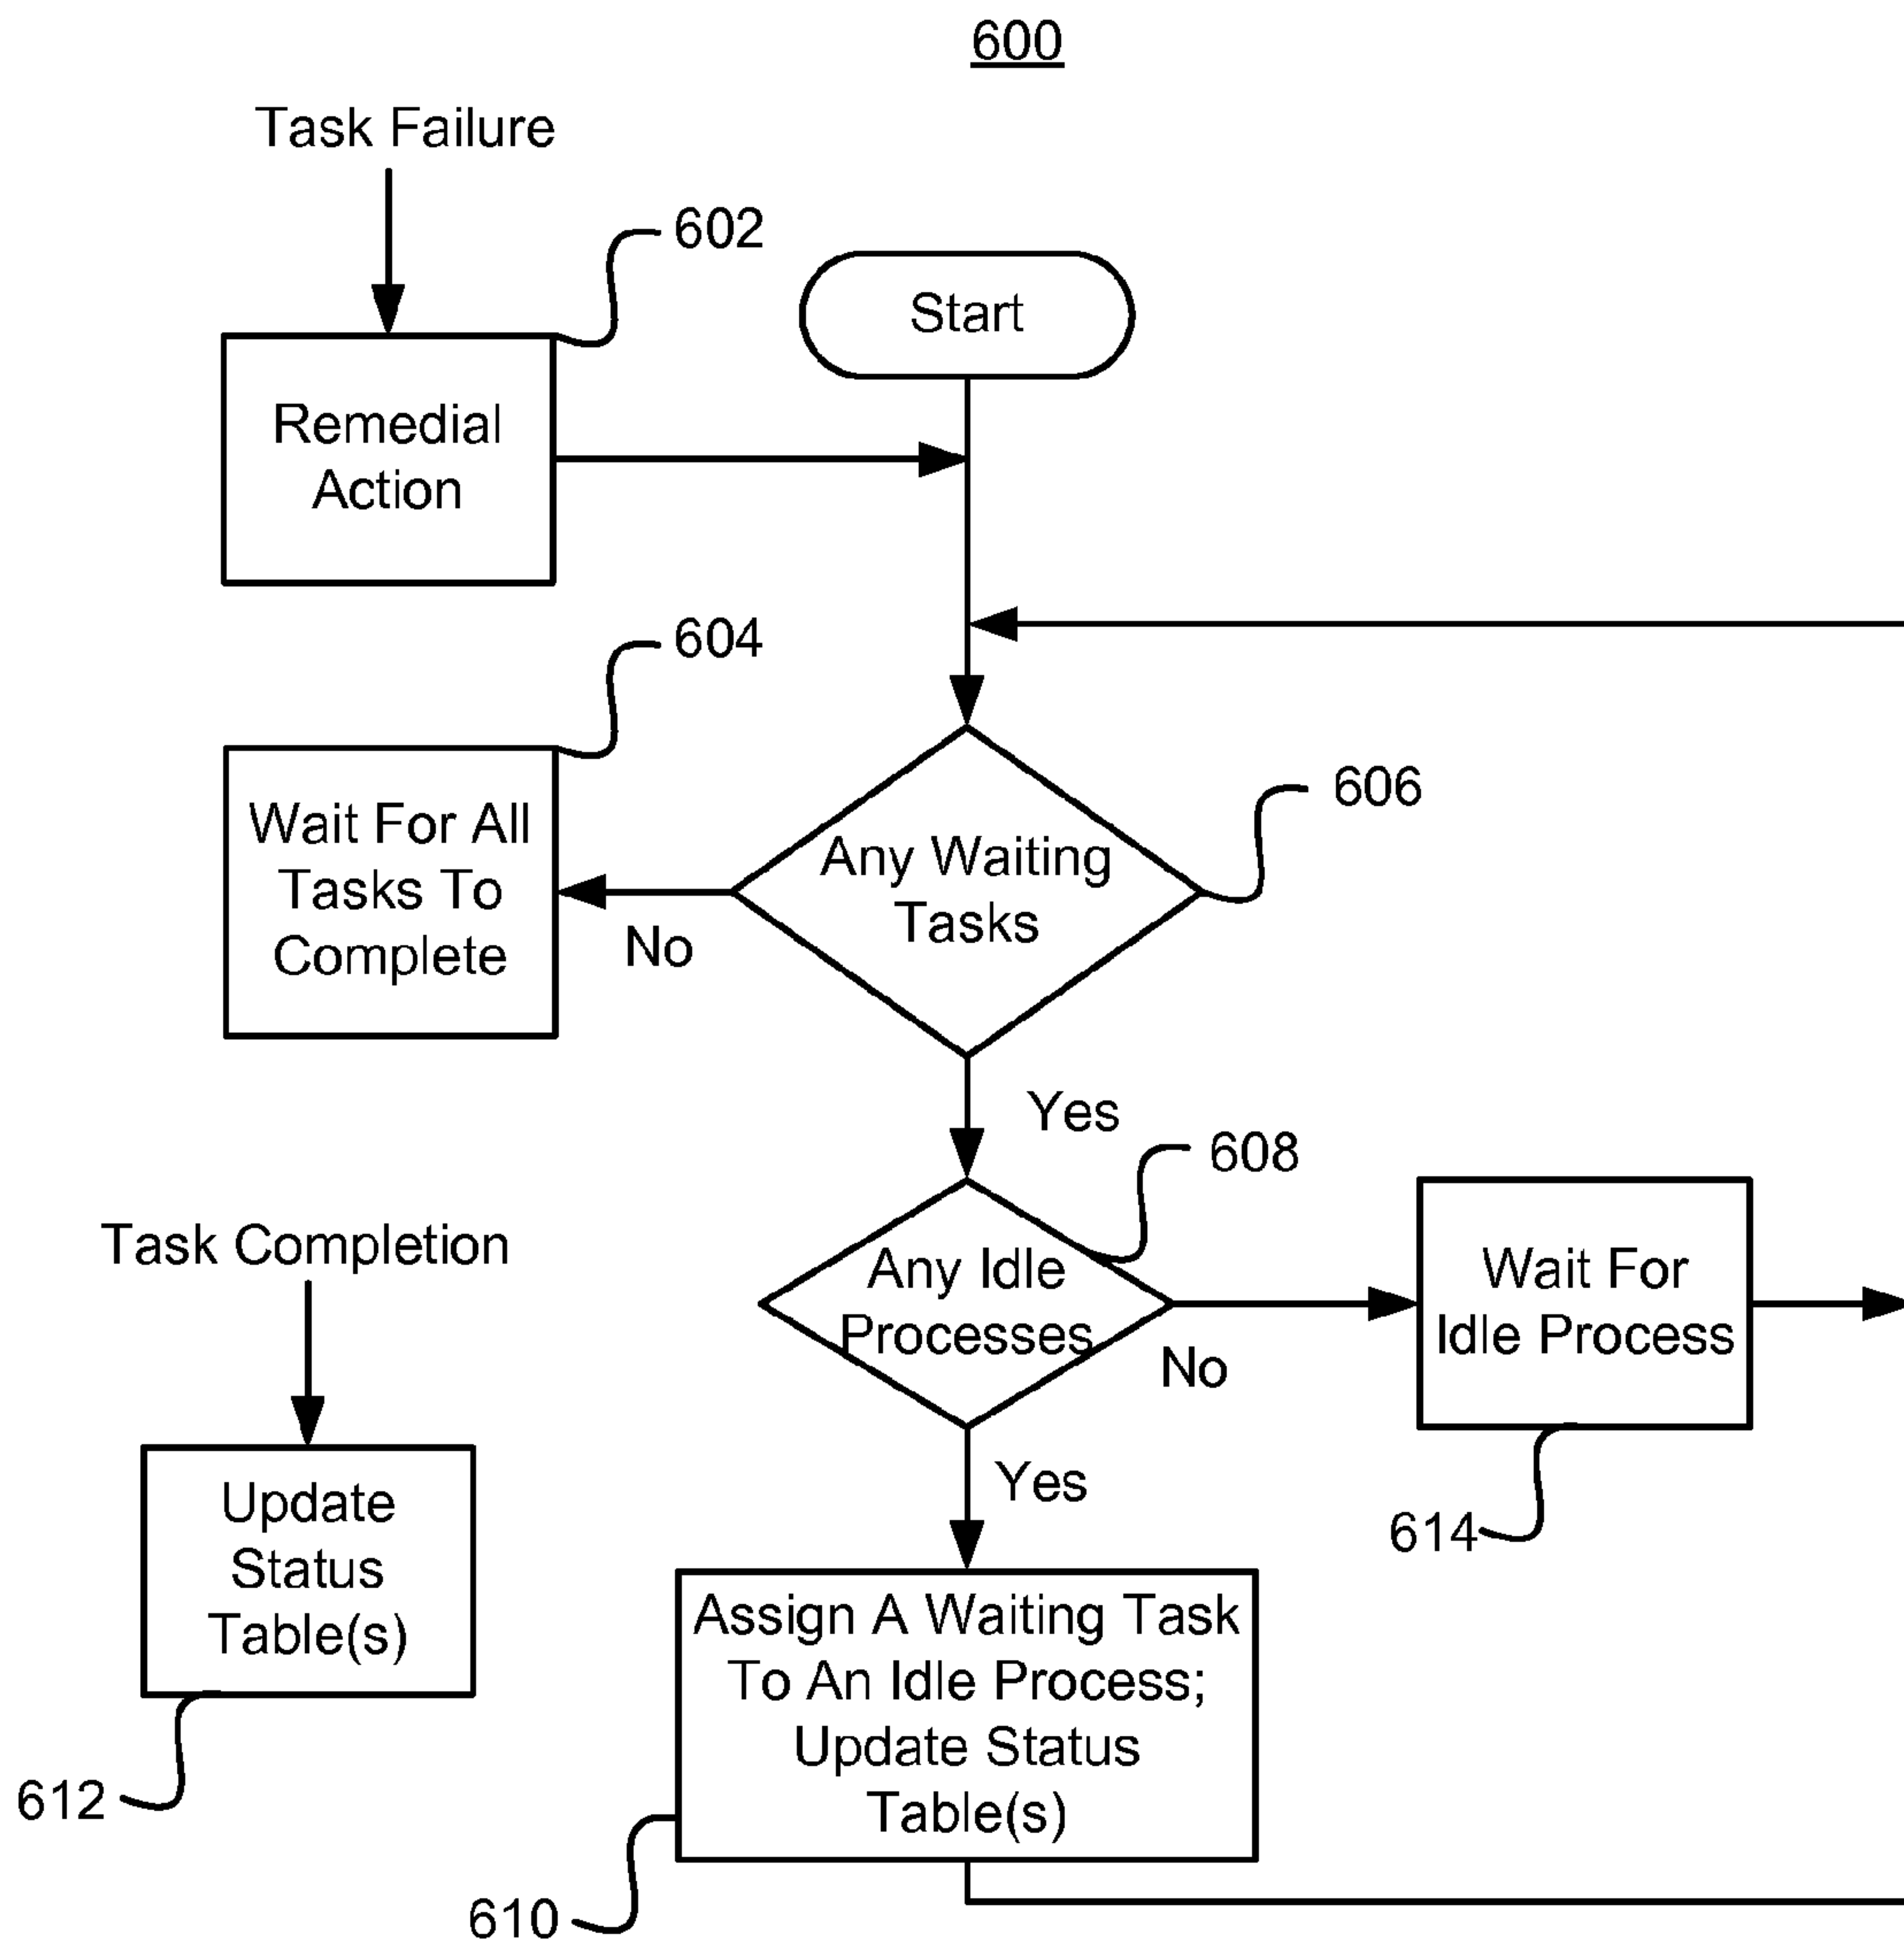 600
Task Failure
602
Start
Remedial
Action
604
Wait For All
Tasks To
Complete
606
Any Waiting
Tasks
No
Yes
608
Task Completion
Any Idle
Processes
No
Wait For
Idle Process
614
Yes
Update
Status
Table(s)
612
Assign A Waiting Task
To An Idle Process;
Update Status
Table(s)
610